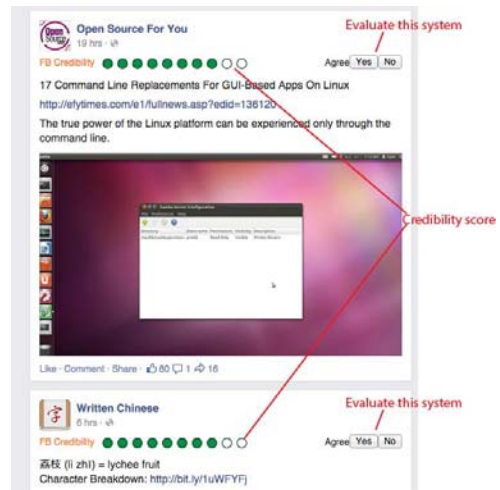 Evaluate this system
Open Source For You
19 hrs ·
FB Credibility
Agree Yes No
17 Command Line Replacements For GUI-Based Apps On Linux
http://efytimes.com/e1/fullnews.asp?edid=136120
The true power of the Linux platform can be experienced only through the
command line.
Credibility score
Like · Comment · Share · 80 1 16
Evaluate this system
Written Chinese
6 hrs ·
FB Credibility
Agree Yes No
荔枝 (lì zhī) = lychee fruit
Character Breakdown: http://bit.ly/1uWFYFj